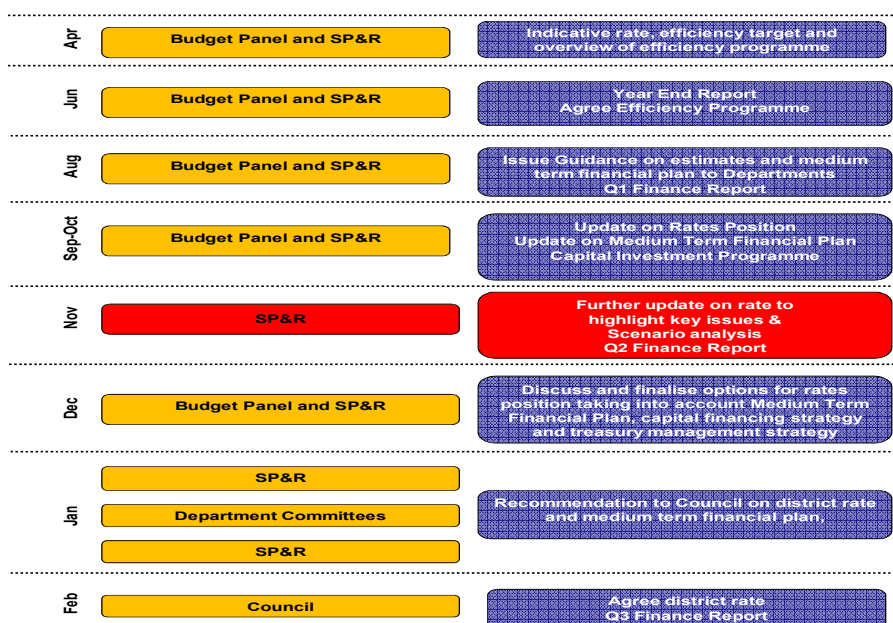 Apr
Budget Panel and SP&R
Indicative rate, efficiency target and
overview of efficiency programme
Jun
Budget Panel and SP&R
Year End Report
Agree Efficiency Programme
Aug
Budget Panel and SP&R
Issue Guidance on estimates and medium
term financial plan to Departments
Q1 Finance Report
Sep-Oct
Budget Panel and SP&R
Update on Rates Position
Update on Medium Term Financial Plan
Capital Investment Programme
Nov
SP&R
Further update on rate to
highlight key issues &
Scenario analysis
Q2 Finance Report
Dec
Budget Panel and SP&R
Discuss and finalise options for rates
position taking into account Medium Term
Financial Plan, capital financing strategy
and treasury management strategy
Jan
SP&R
Department Committees
SP&R
Recommendation to Council on district rate
and medium term financial plan,
Feb
Council
Agree district rate
Q3 Finance Report